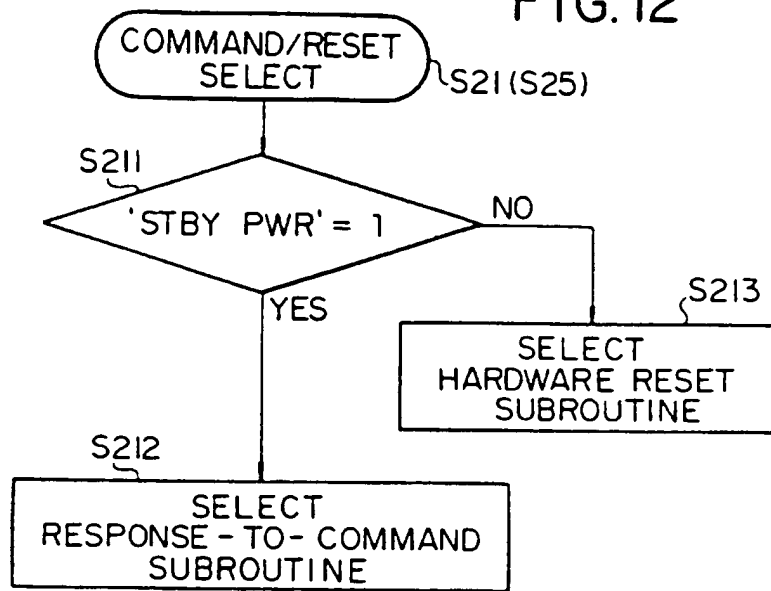 FIG. 12
COMMAND/RESET
SELECT
S21(S25)
S211
'STBY PWR' = 1
NO
YES
S213
SELECT
HARDWARE RESET
SUBROUTINE
S212
SELECT
RESPONSE-TO-COMMAND
SUBROUTINE